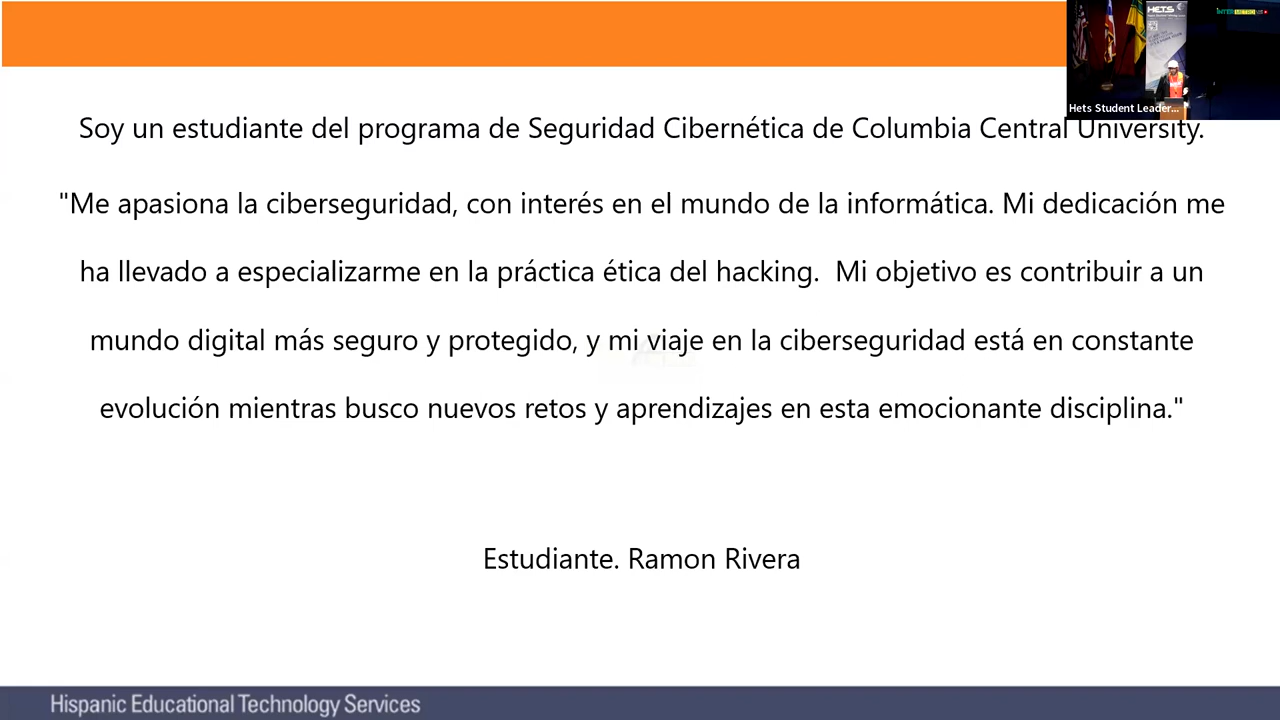 HETS
INTER METRO
Hets Student Leader...
Soy un estudiante del programa de Seguridad Cibernética de Columbia Central University.
"Me apasiona la ciberseguridad, con interés en el mundo de la informática. Mi dedicación me
ha llevado a especializarme en la práctica ética del hacking.  Mi objetivo es contribuir a un
mundo digital más seguro y protegido, y mi viaje en la ciberseguridad está en constante
evolución mientras busco nuevos retos y aprendizajes en esta emocionante disciplina."
Estudiante. Ramon Rivera
Hispanic Educational Technology Services